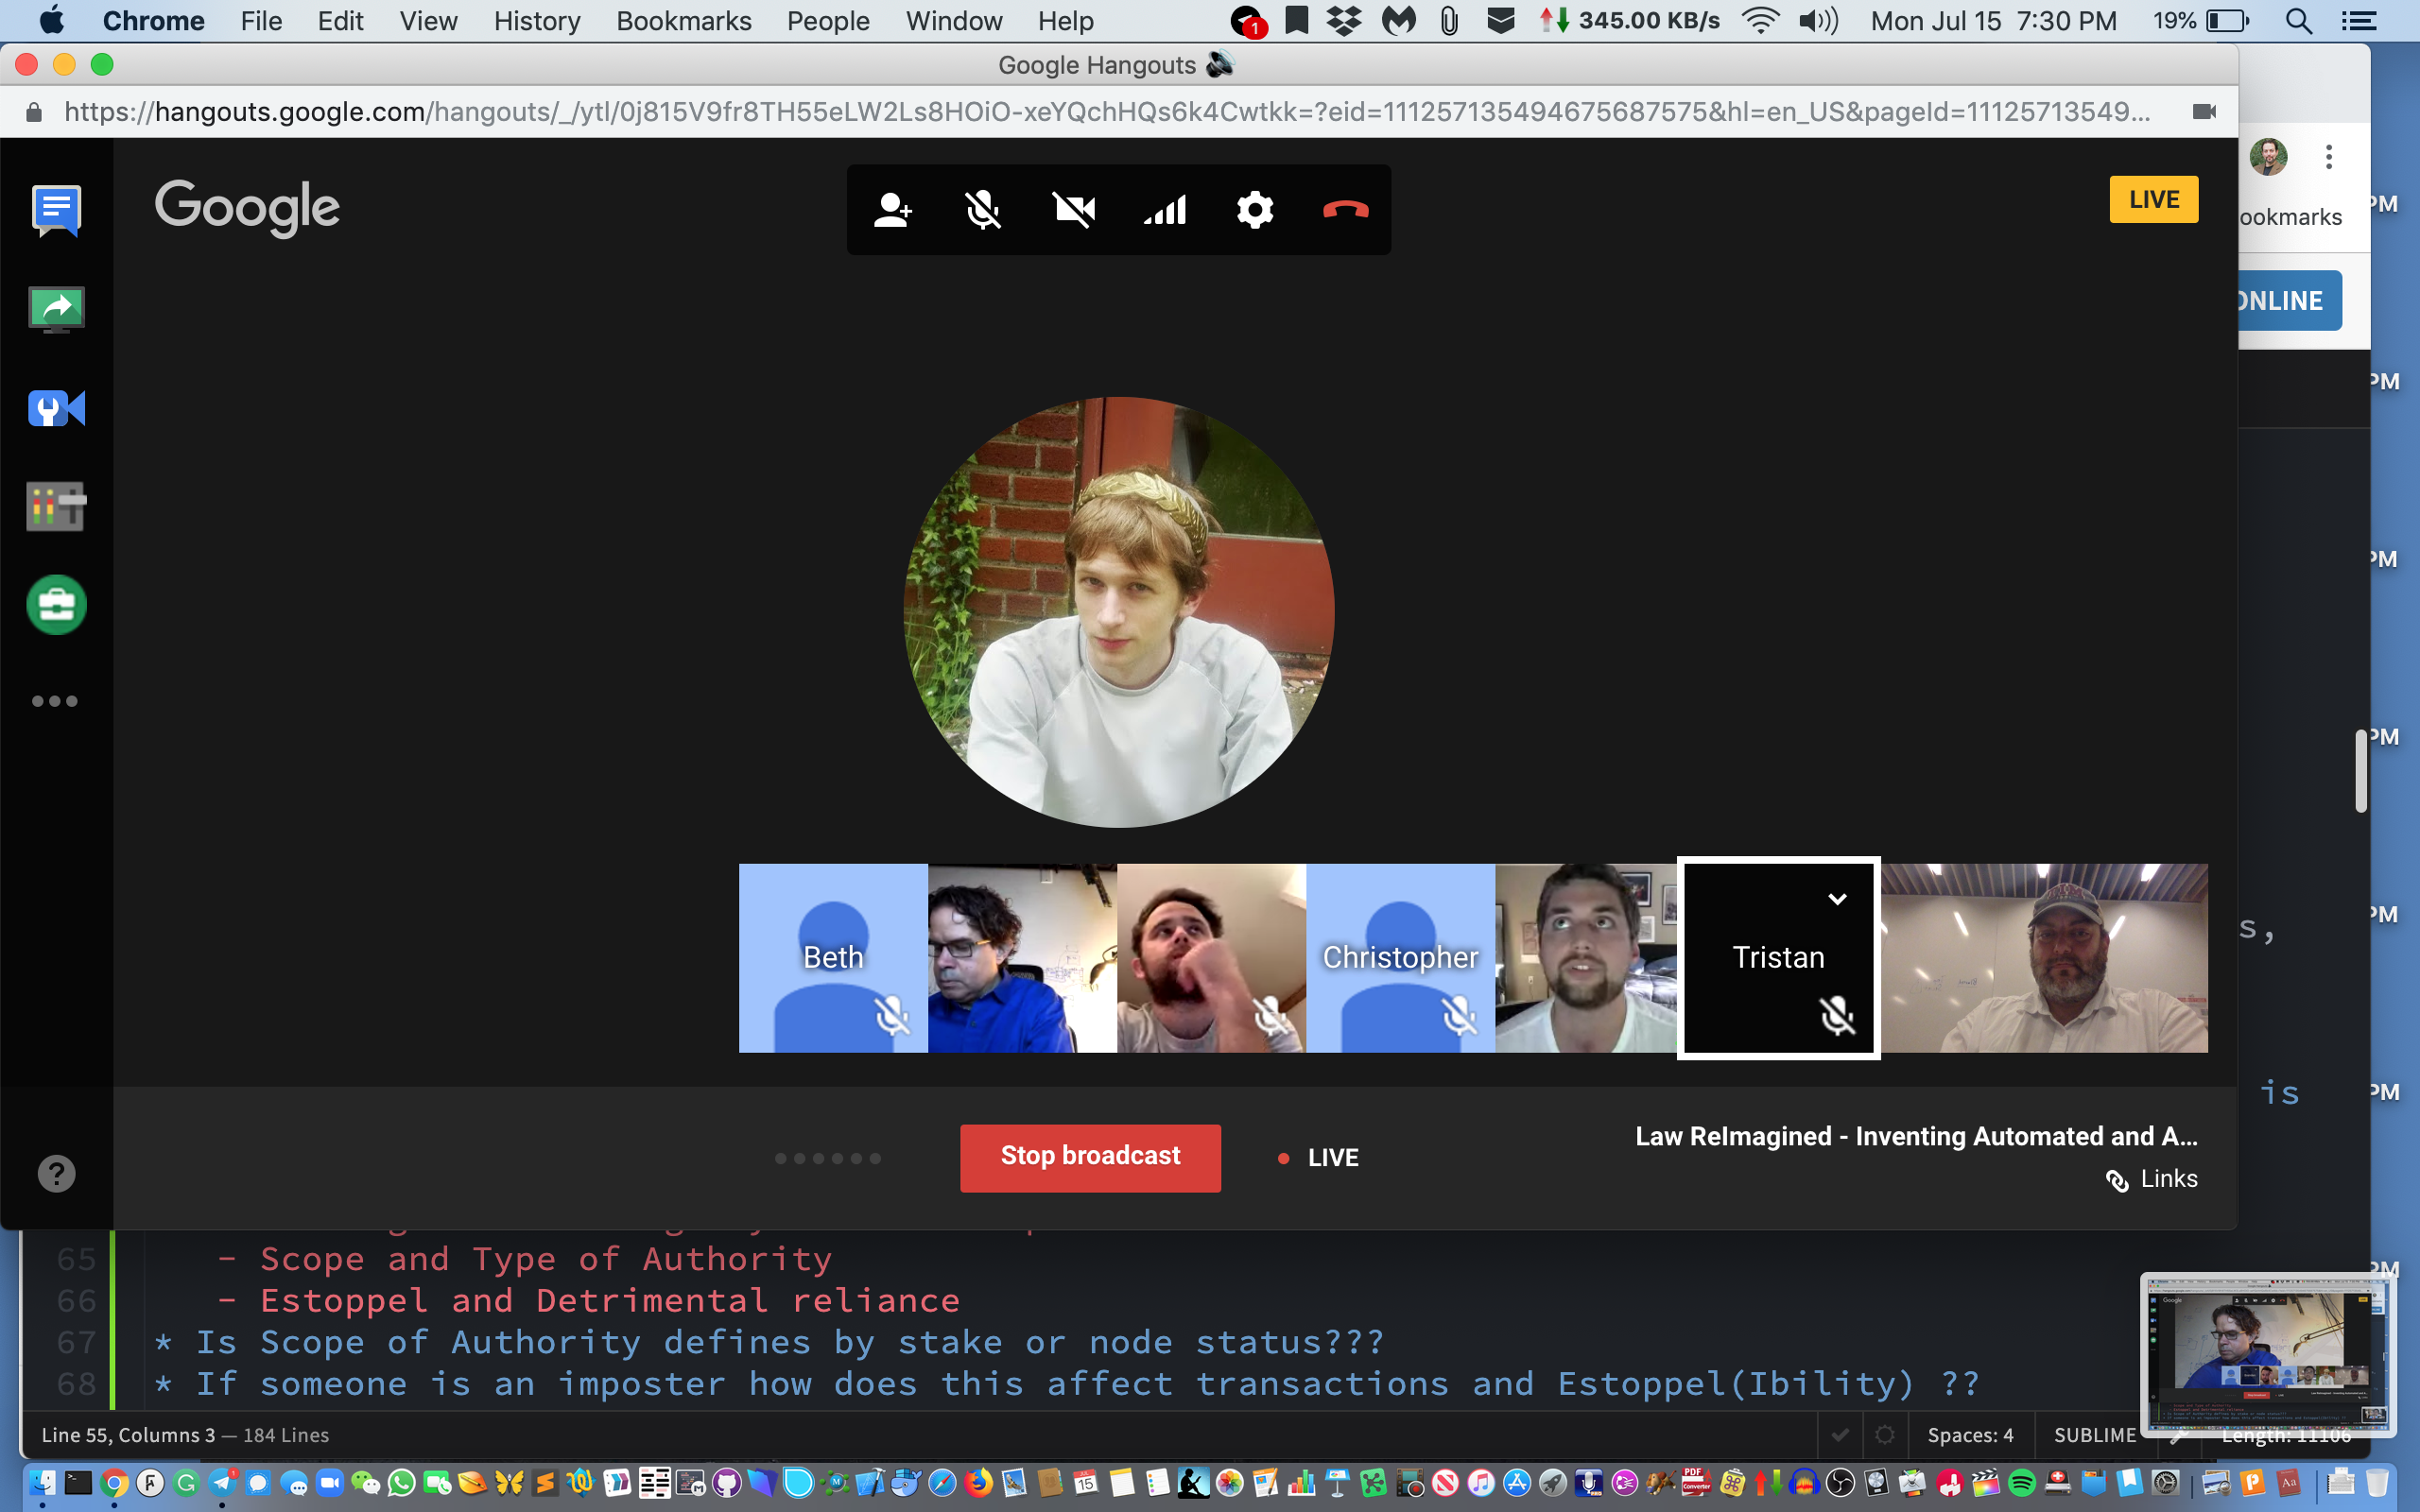 Chrome File Edit View History Bookmarks People Window Help 1 345.00 KB/s Mon Jul 15 7:30 PM 19%
Google Hangouts
https://hangouts.google.com/hangouts/_/ytl/0j815V9fr8TH55eLW2Ls8HOiO-xeYQchHQs6k4Cwtkk=?eid=111257135494675687575&hl=en_US&pageId=11125713549...
Google
LIVE
ookmarks
PM
ONLINE
PM
PM
PM
PM
s,
Beth
Christopher
Tristan
is
PM
Stop broadcast
LIVE
Law ReImagined - Inventing Automated and A...
Links
?
65 - Scope and Type of Authority
PM
66 - Estoppel and Detrimental reliance
67 * Is Scope of Authority defines by stake or node status???
68 * If someone is an imposter how does this affect transactions and Estoppel(Ibility) ??
Line 55, Columns 3 — 184 Lines
Spaces: 4
SUBLIME
Length: 11106